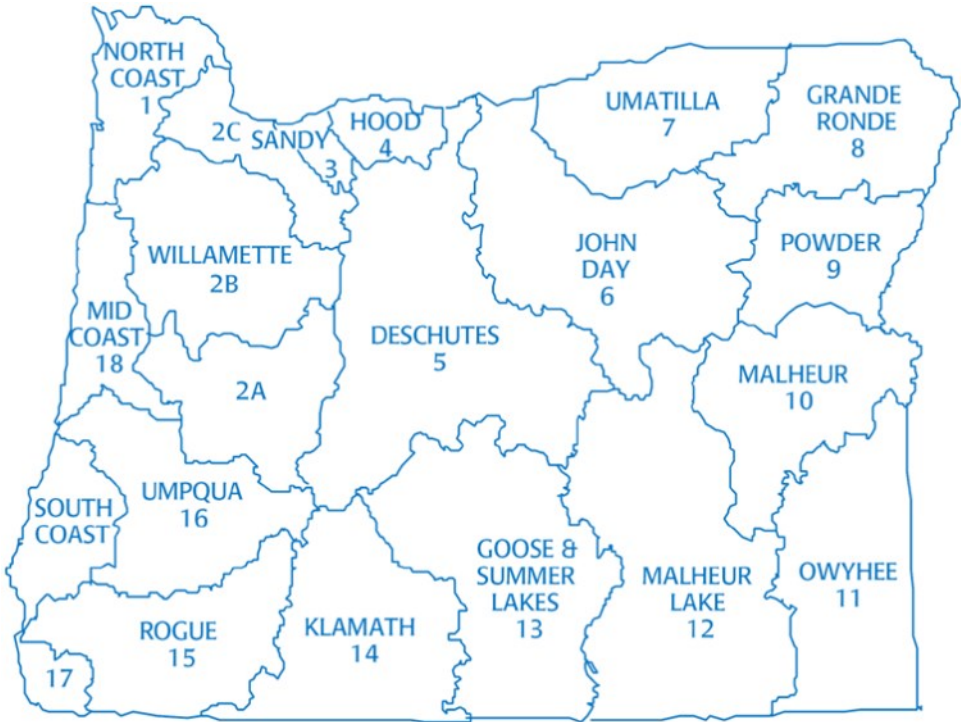 NORTH
COAST
1
2C
SANDY
3
HOOD
4
UMATILLA
7
GRANDE
RONDE
8
WILLAMETTE
2B
JOHN
DAY
6
POWDER
9
MID
COAST
18
DESCHUTES
5
2A
MALHEUR
10
SOUTH
COAST
UMPQUA
16
GOOSE &
SUMMER
LAKES
13
MALHEUR
LAKE
12
OWYHEE
11
ROGUE
15
KLAMATH
14
17